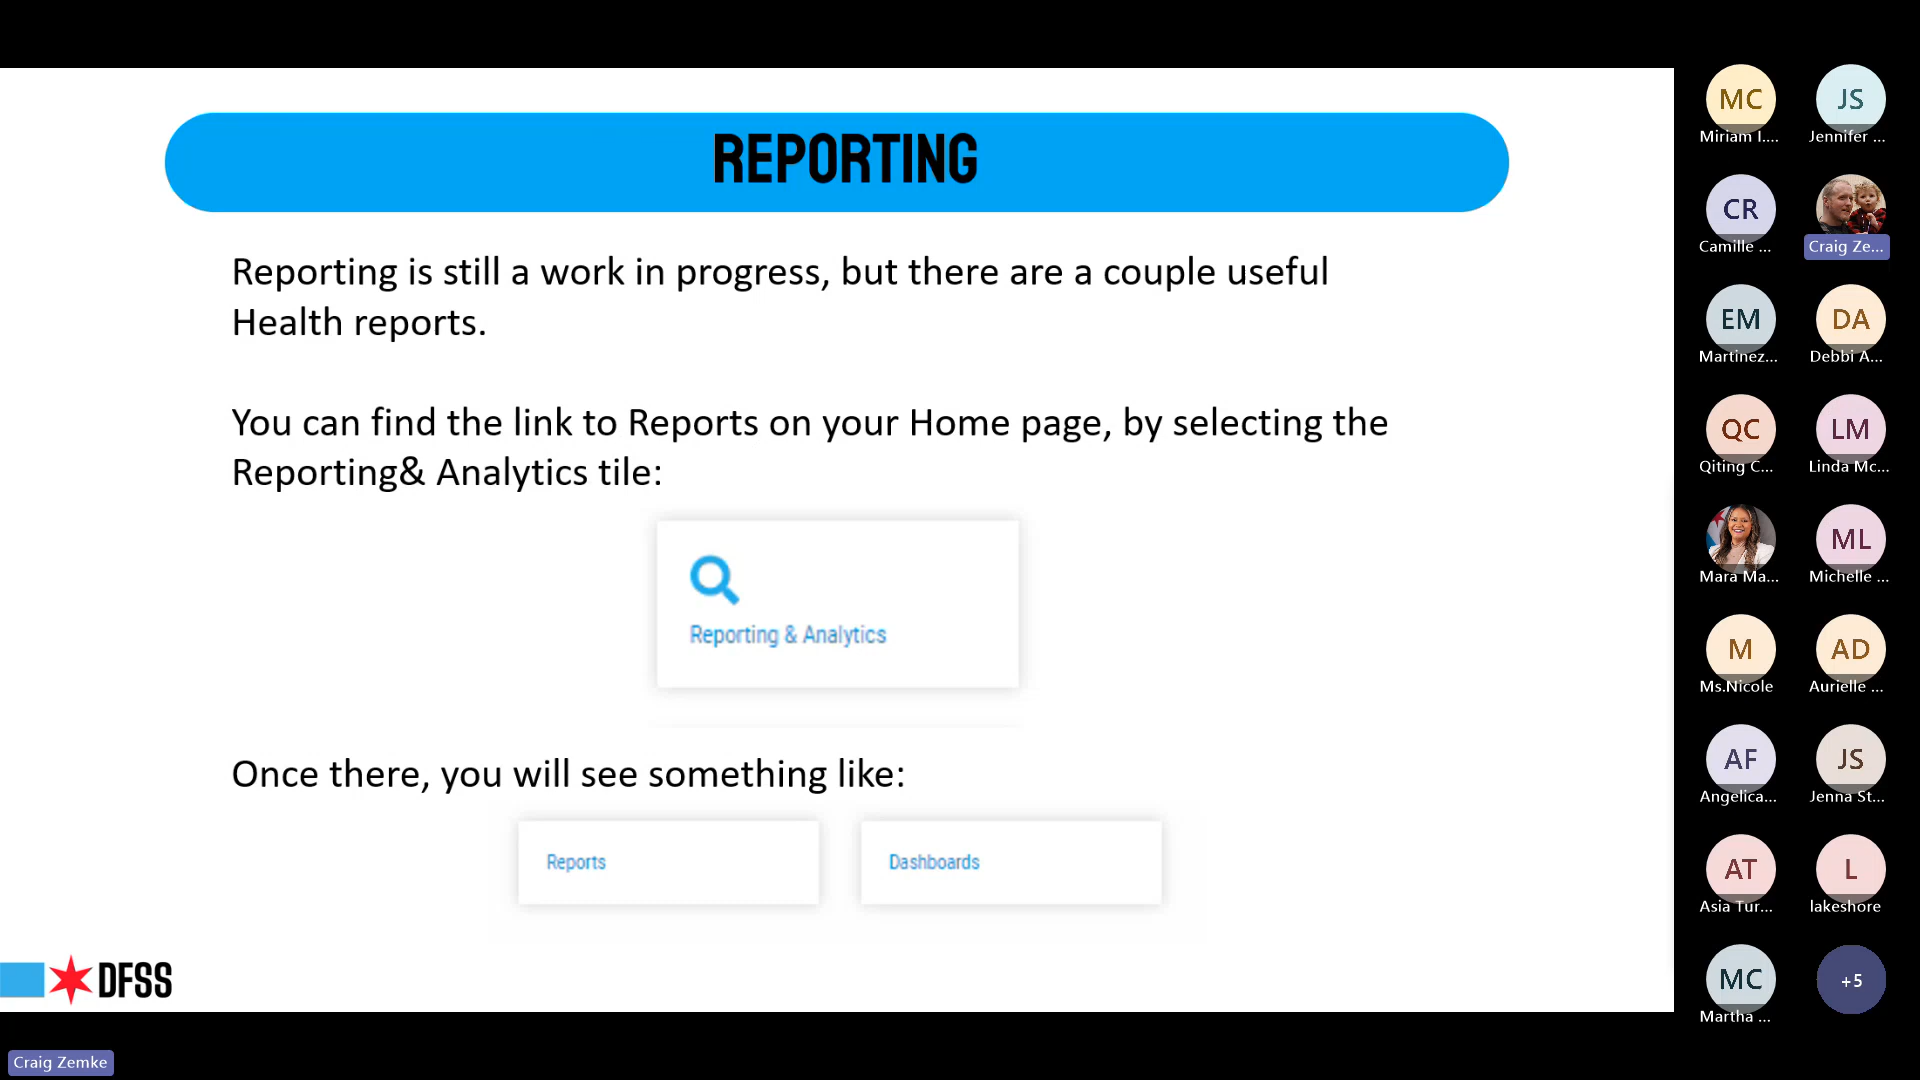 REPORTING
Reporting is still a work in progress, but there are a couple useful
Health reports.
You can find the link to Reports on your Home page, by selecting the
Reporting& Analytics tile:
Reporting & Analytics
Once there, you will see something like:
Reports
Dashboards
DFSS
Craig Zemke
MC
Miriam I....
JS
Jennifer ...
CR
Camille ...
Craig Ze...
EM
Martinez...
DA
Debbi A...
QC
Qiting C...
LM
Linda Mc...
Mara Ma...
ML
Michelle ...
M
Ms.Nicole
AD
Aurielle ...
AF
Angelica...
JS
Jenna St...
AT
Asia Tur...
L
lakeshore
MC
Martha ...
+5